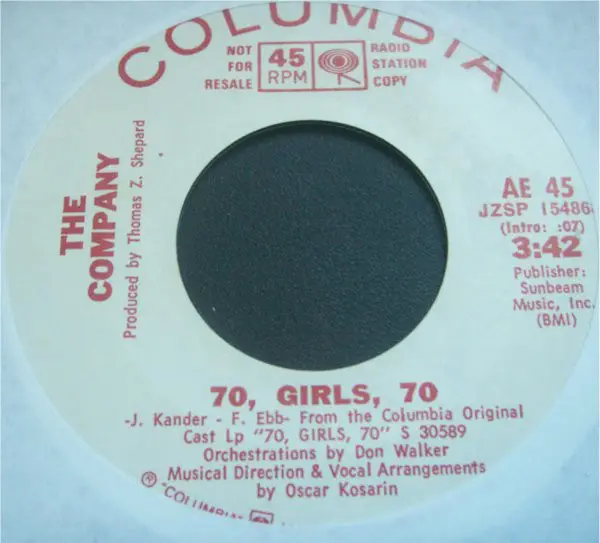 COLUMBIA
NOT
FOR
RESALE
45
RPM
RADIO
STATION
COPY
THE
COMPANY
Produced by Thomas Z. Shepard
AE 45
JZSP 15486
(Intro: :07)
3:42
Publisher:
Sunbeam
Music, Inc.
(BMI)
70, GIRLS, 70
-J. Kander - F. Ebb- From the Columbia Original
Cast Lp "70, GIRLS, 70" S 30589
Orchestrations by Don Walker
Musical Direction & Vocal Arrangements
by Oscar Kosarin
℗ "COLUMBIA"